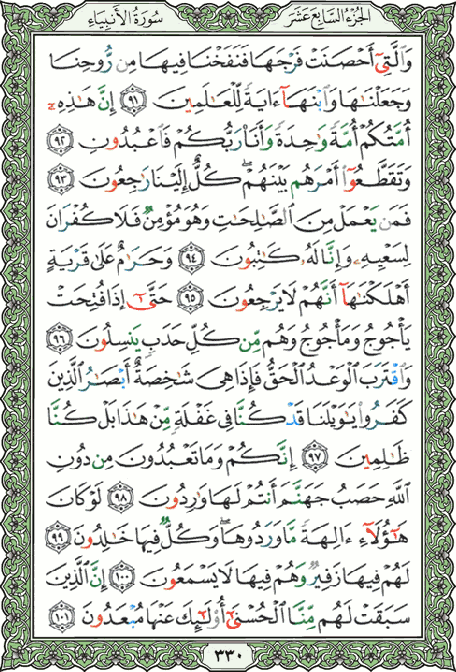 الجزء السابع عشر
سورة الأنبياء
وَالَّتِىٓ أَحْصَنَتْ فَرْجَهَا فَنَفَخْنَا فِيهَا مِن رُّوحِنَا
وَجَعَلْنَٰهَا وَٱبْنَهَآ ءَايَةً لِّلْعَٰلَمِينَ ٩١ إِنَّ هَٰذِهِۦٓ
أُمَّتُكُمْ أُمَّةً وَٰحِدَةً وَأَنَا۠ رَبُّكُمْ فَٱعْبُدُونِ ٩٢
وَتَقَطَّعُوٓا۟ أَمْرَهُم بَيْنَهُمْ ۖ كُلٌّ إِلَيْنَا رَٰجِعُونَ ٩٣
فَمَن يَعْمَلْ مِنَ ٱلصَّٰلِحَٰتِ وَهُوَ مُؤْمِنٌ فَلَا كُفْرَانَ
لِسَعْيِهِۦ وَإِنَّا لَهُۥ كَٰتِبُونَ ٩٤ وَحَرَٰمٌ عَلَىٰ قَرْيَةٍ
أَهْلَكْنَٰهَآ أَنَّهُمْ لَا يَرْجِعُونَ ٩٥ حَتَّىٰٓ إِذَا فُتِحَتْ
يَأْجُوجُ وَمَأْجُوجُ وَهُم مِّن كُلِّ حَدَبٍ يَنسِلُونَ ٩٦
وَٱقْتَرَبَ ٱلْوَعْدُ ٱلْحَقُّ فَإِذَا هِىَ شَٰخِصَةٌ أَبْصَٰرُ ٱلَّذِينَ
كَفَرُوا۟ يَٰوَيْلَنَا قَدْ كُنَّا فِى غَفْلَةٍ مِّنْ هَٰذَا بَلْ كُنَّا
ظَٰلِمِينَ ٩٧ إِنَّكُمْ وَمَا تَعْبُدُونَ مِن دُونِ
ٱللَّهِ حَصَبُ جَهَنَّمَ أَنتُمْ لَهَا وَٰرِدُونَ ٩٨ لَوْ كَانَ
هَٰٓؤُلَآءِ ءَالِهَةً مَّا وَرَدُوهَا ۖ وَكُلٌّ فِيهَا خَٰلِدُونَ ٩٩
لَهُمْ فِيهَا زَفِيرٌ وَهُمْ فِيهَا لَا يَسْمَعُونَ ١٠٠ إِنَّ ٱلَّذِينَ
سَبَقَتْ لَهُم مِّنَّا ٱلْحُسْنَىٰٓ أُو۟لَٰٓئِكَ عَنْهَا مُبْعَدُونَ ١٠١
٣٣٠